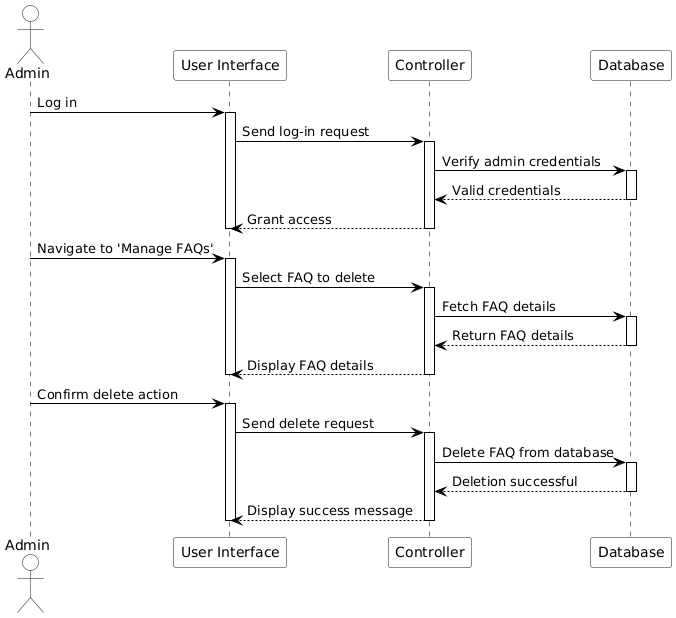 Admin
User Interface
Controller
Database
Log in
Send log-in request
Verify admin credentials
Valid credentials
Grant access
Navigate to 'Manage FAQs'
Select FAQ to delete
Fetch FAQ details
Return FAQ details
Display FAQ details
Confirm delete action
Send delete request
Delete FAQ from database
Deletion successful
Display success message
Admin
User Interface
Controller
Database